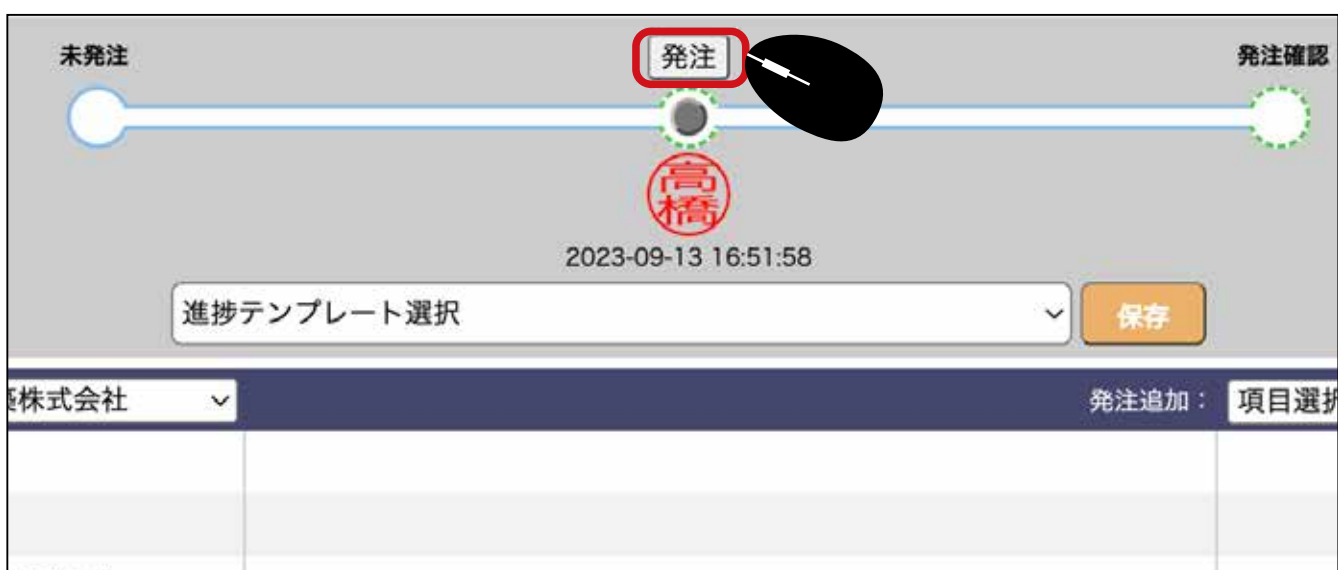 未発注
発注
発注確認
高橋
2023-09-13 16:51:58
進捗テンプレート選択
保存
株式会社
発注追加：
項目選択